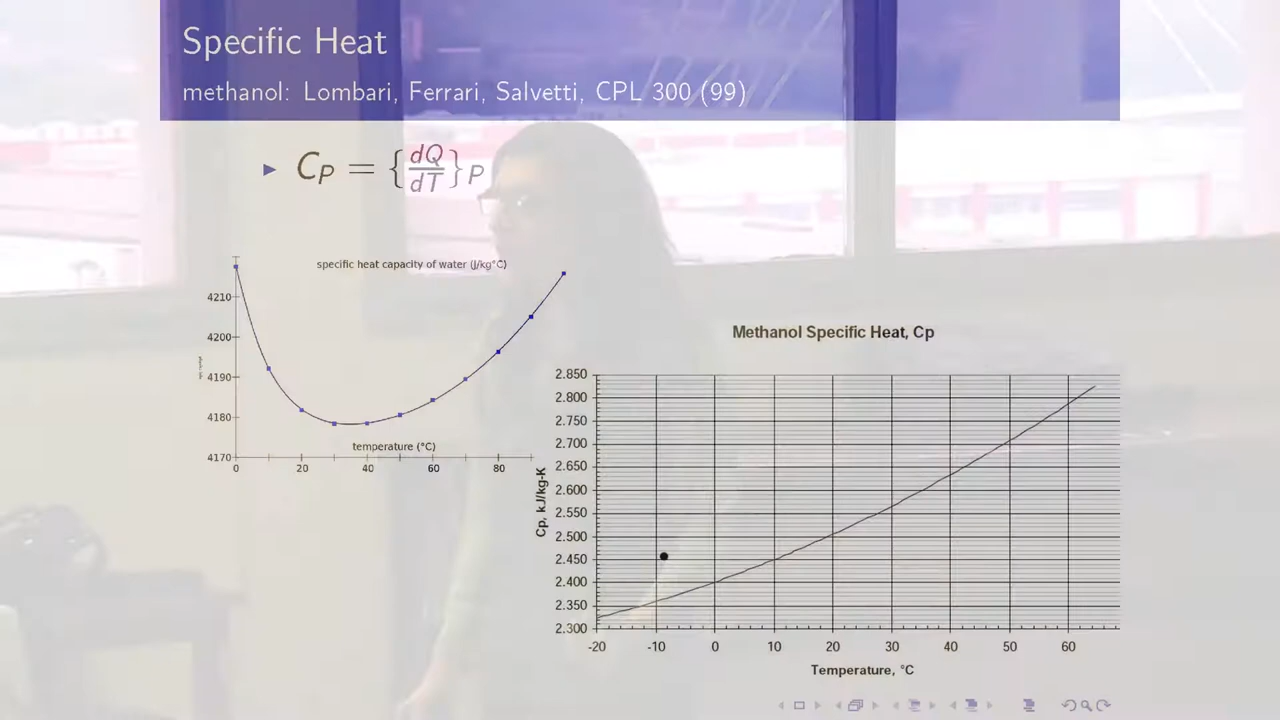 Specific Heat
methanol: Lombari, Ferrari, Salvetti, CPL 300 (99)
► C_P = {dQ/dT}_P
specific heat capacity of water (J/kg°C)
4210
4200
4190
4180
4170
temperature (°C)
0 20 40 60 80
Methanol Specific Heat, Cp
2.850
2.800
2.750
2.700
2.650
2.600
2.550
2.500
2.450
2.400
2.350
2.300
Cp, kJ/kg-K
-20 -10 0 10 20 30 40 50 60
Temperature, °C